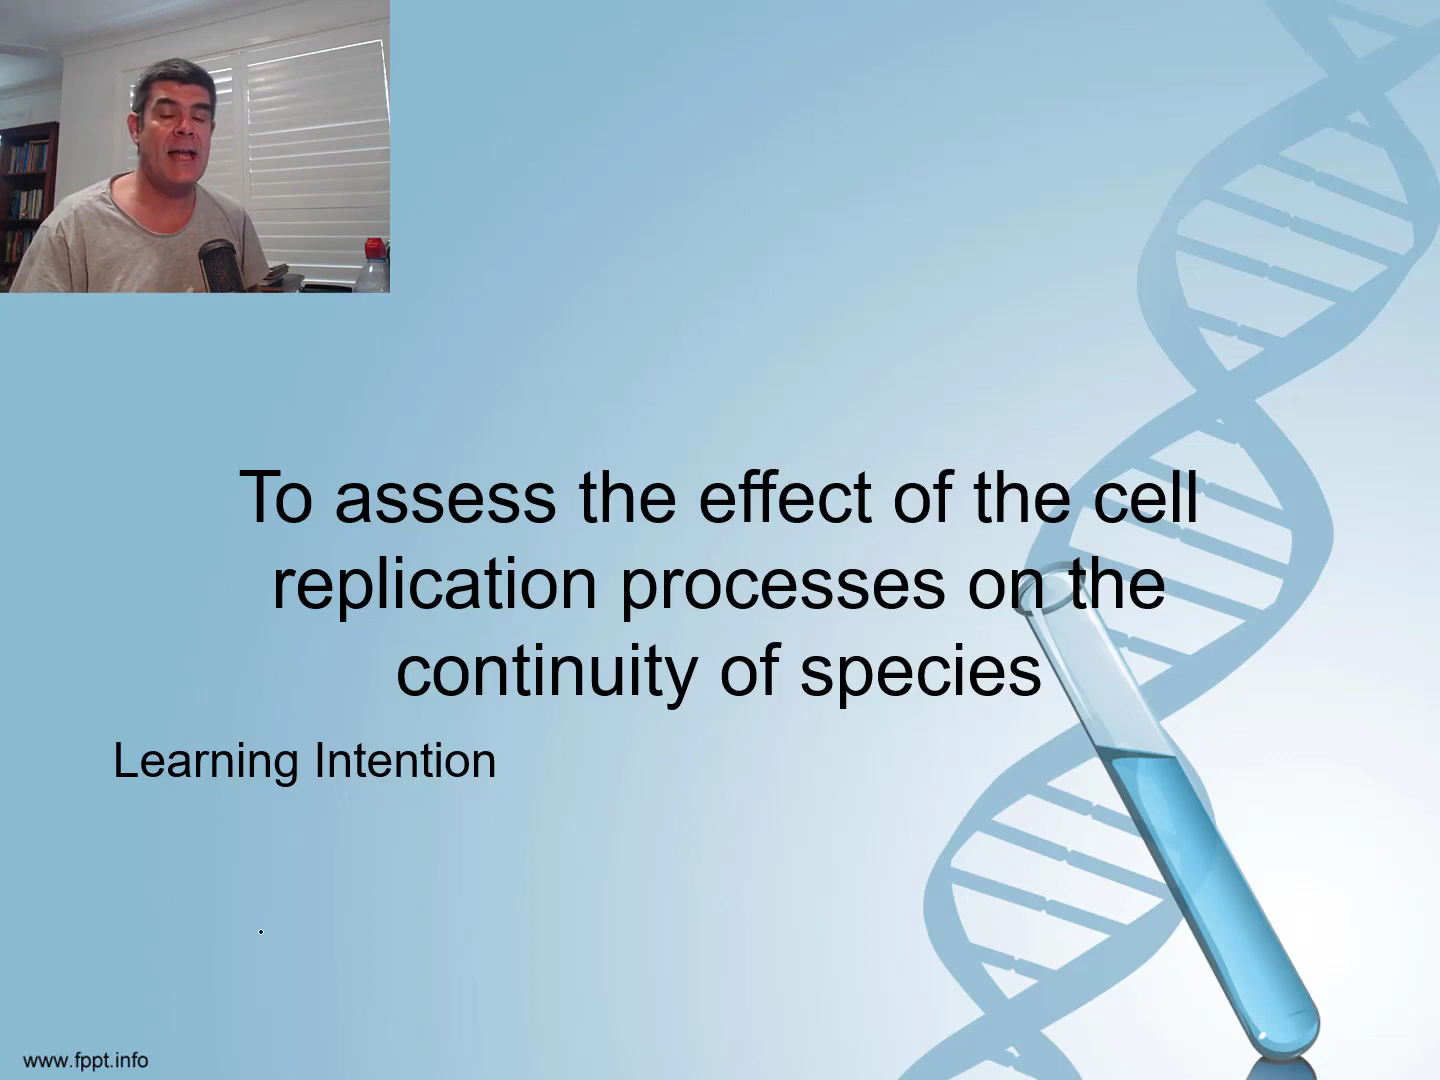 To assess the effect of the cell
replication processes on the
continuity of species
Learning Intention
www.fppt.info